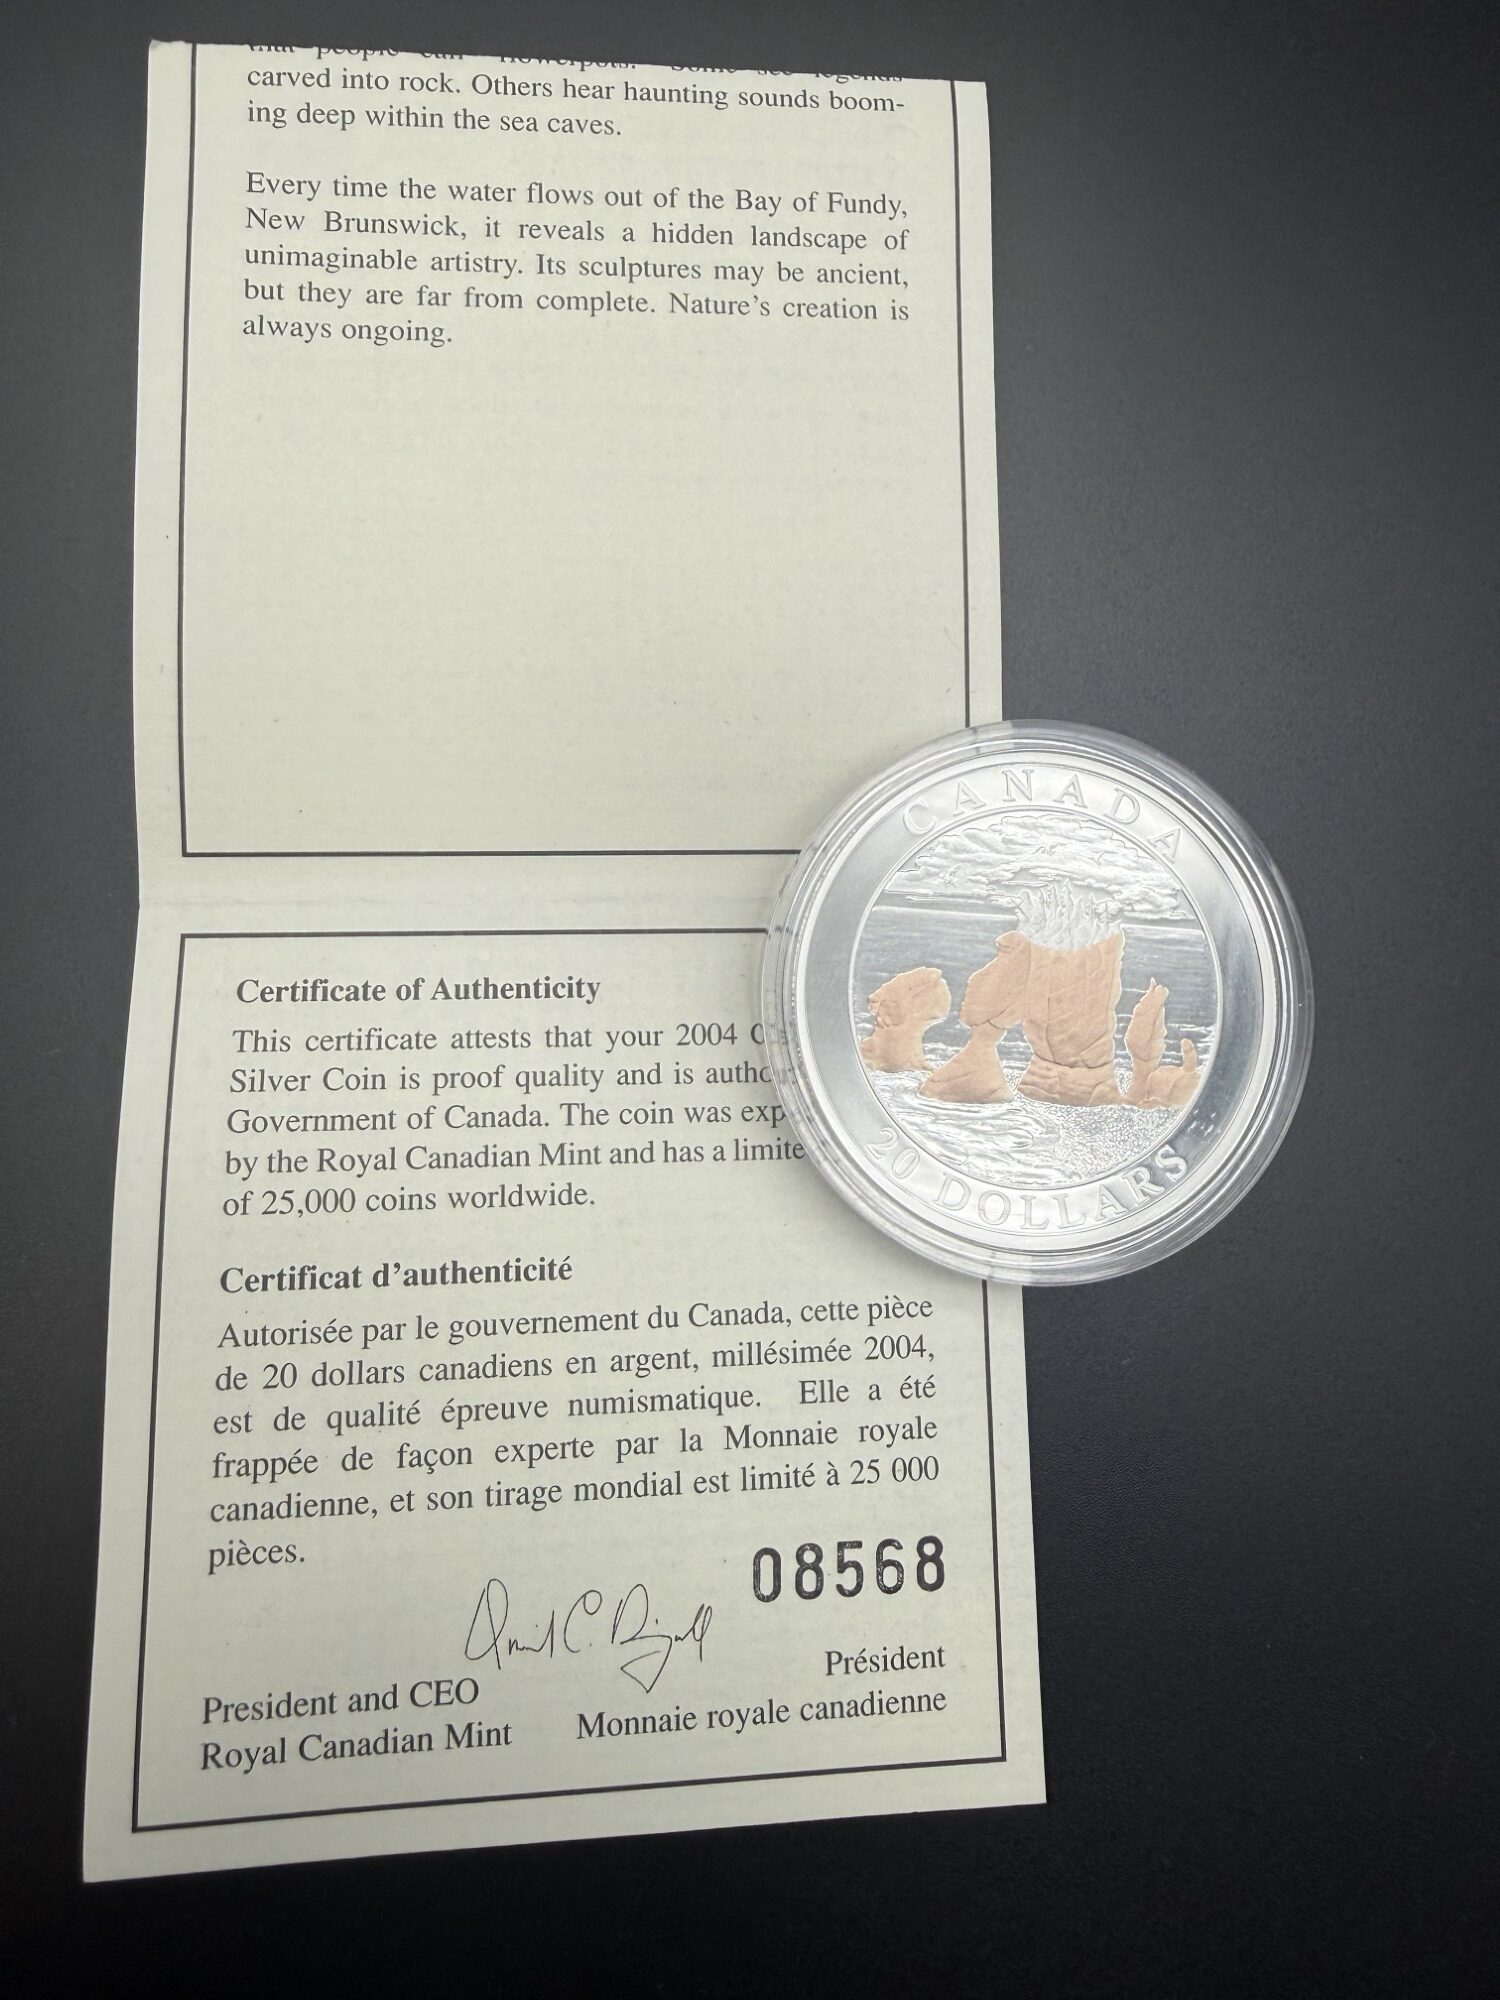 that people call flowerpots. Some see legends
carved into rock. Others hear haunting sounds boom-
ing deep within the sea caves.
Every time the water flows out of the Bay of Fundy,
New Brunswick, it reveals a hidden landscape of
unimaginable artistry. Its sculptures may be ancient,
but they are far from complete. Nature's creation is
always ongoing.
Certificate of Authenticity
This certificate attests that your 2004
Silver Coin is proof quality and is
Government of Canada. The coin was
by the Royal Canadian Mint and has a
of 25,000 coins worldwide.
Certificat d'authenticité
Autorisée par le gouvernement du Canada, cette pièce
de 20 dollars canadiens en argent, millésimée 2004,
est de qualité épreuve numismatique. Elle a été
frappée de façon experte par la Monnaie royale
canadienne, et son tirage mondial est limité à 25 000
pièces.
08568
President and CEO
Royal Canadian Mint
Président
Monnaie royale canadienne
CANADA
20 DOLLARS